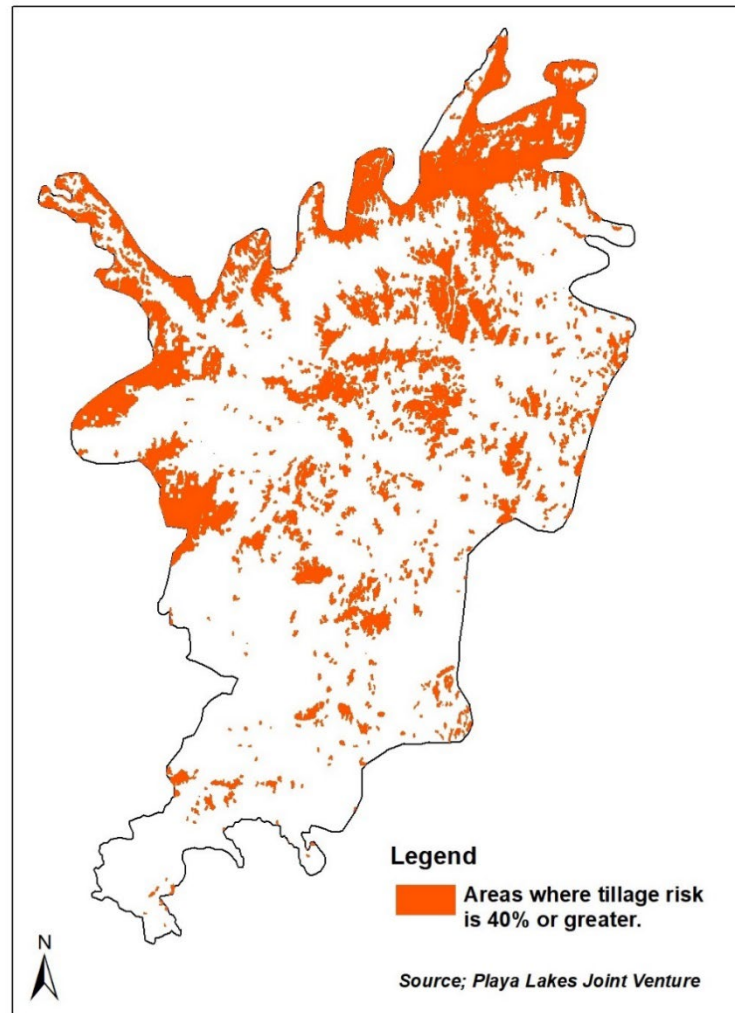 Legend
Areas where tillage risk
is 40% or greater.
N
Source; Playa Lakes Joint Venture